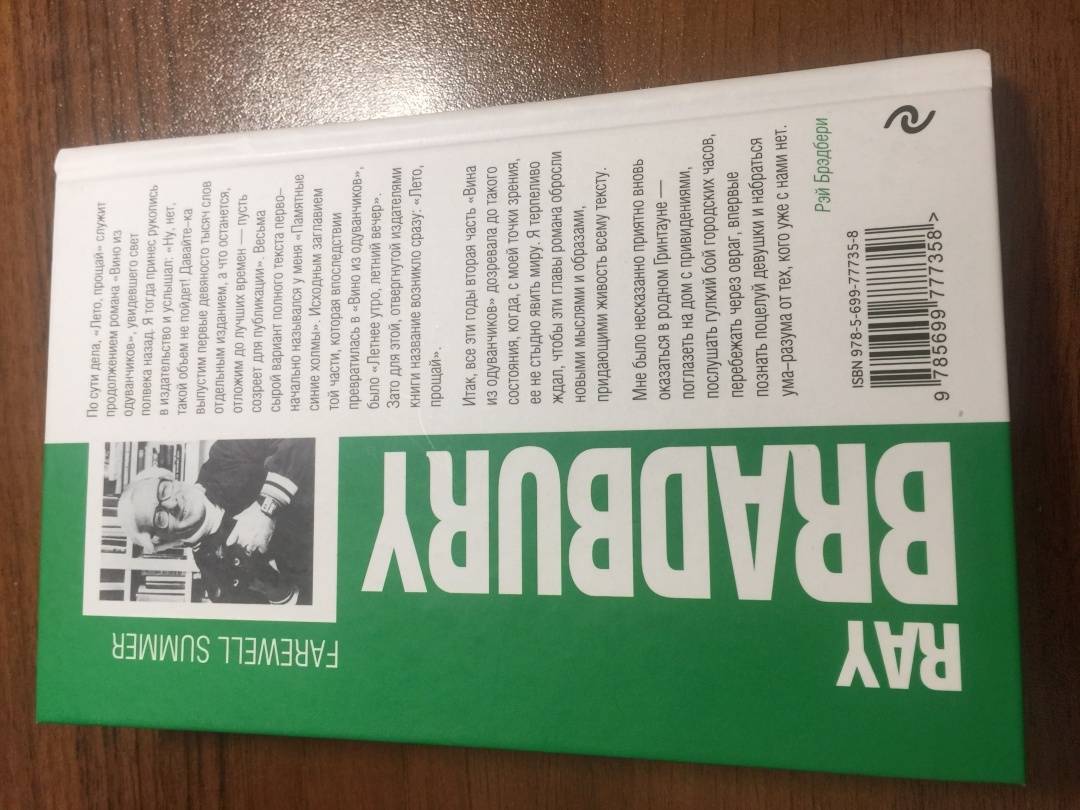 По сути дела, «Лето, прощай» служит
продолжением романа «Вино из
одуванчиков», увидевшего свет
полвека назад. Я тогда принес рукопись
в издательство и услышал: «Ну, нет,
такой объем не пойдет! Давайте-ка
выпустим первые девяносто тысяч слов
отдельным изданием, а что останется,
отложим до лучших времен — пусть
созреет для публикации». Весьма
сырой вариант полного текста перво-
начально назывался у меня «Памятные
синие холмы». Исходным заглавием
той части, которая впоследствии
превратилась в «Вино из одуванчиков»,
было «Летнее утро, летний вечер».
Зато для этой, отвергнутой издателями
книги название возникло сразу: «Лето,
прощай».
Итак, все эти годы вторая часть «Вина
из одуванчиков» дозревала до такого
состояния, когда, с моей точки зрения,
ее не стыдно явить миру. Я терпеливо
ждал, чтобы эти главы романа обросли
новыми мыслями и образами,
придающими живость всему тексту.
Мне было несказанно приятно вновь
оказаться в родном Гринтауне —
поглазеть на дом с привидениями,
послушать гулкий бой городских часов,
перебежать через овраг, впервые
познать поцелуй девушки и набраться
ума-разума от тех, кого уже с нами нет.
Рэй Брэдбери
ISBN 978-5-699-77735-8
9 785699 777358 >
RAY
BRADBURY
FAREWELL SUMMER